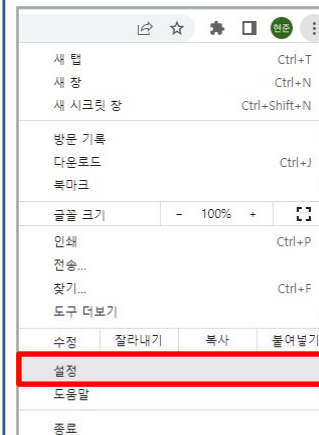 현준
새 탭 Ctrl+T
새 창 Ctrl+N
새 시크릿 창 Ctrl+Shift+N
방문 기록
다운로드 Ctrl+J
북마크
글꼴 크기 - 100% +
인쇄 Ctrl+P
전송...
찾기... Ctrl+F
도구 더보기
수정 잘라내기 복사 붙여넣기
설정
도움말
종료